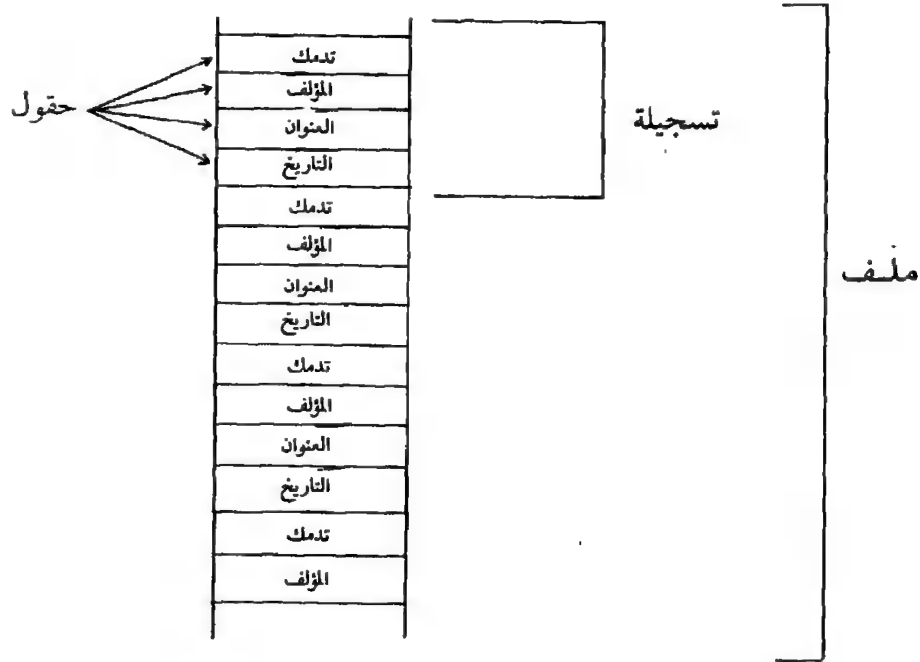 تدمك
المؤلف
العنوان
التاريخ
تدمك
المؤلف
العنوان
التاريخ
تدمك
المؤلف
العنوان
التاريخ
تدمك
المؤلف
حقول
تسجيلة
ملف